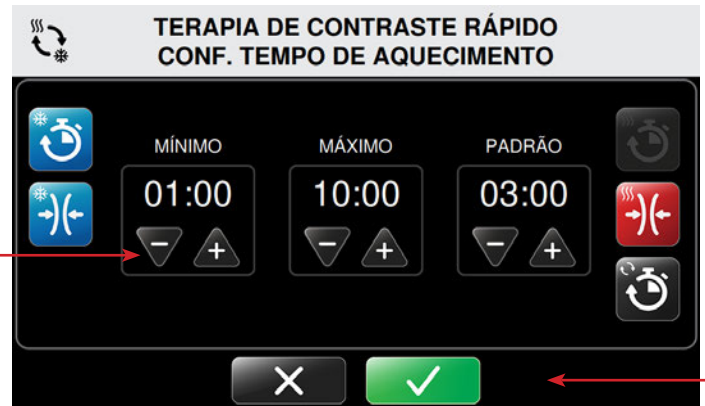 TERAPIA DE CONTRASTE RÁPIDO
CONF. TEMPO DE AQUECIMENTO
MÍNIMO MÁXIMO PADRÃO
01:00 10:00 03:00